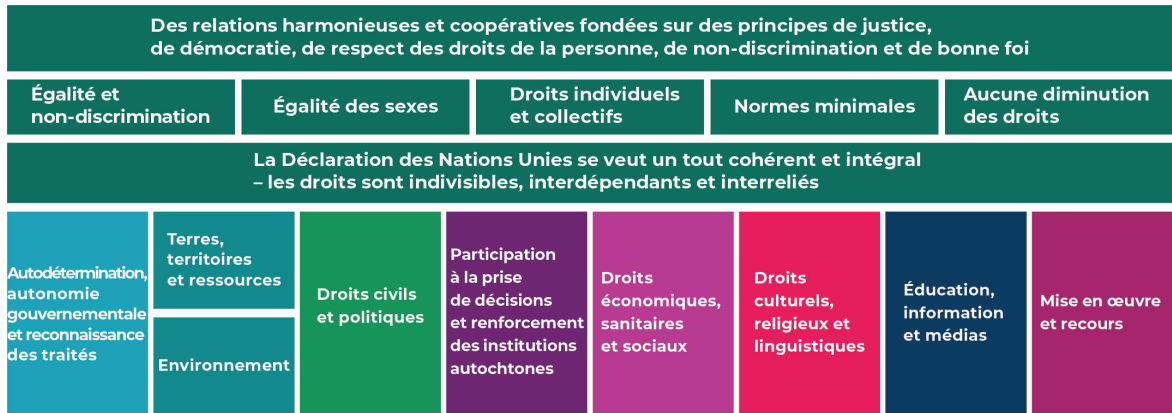 Des relations harmonieuses et coopératives fondées sur des principes de justice,
de démocratie, de respect des droits de la personne, de non-discrimination et de bonne foi
Égalité et
non-discrimination
Égalité des sexes
Droits individuels
et collectifs
Normes minimales
Aucune diminution
des droits
La Déclaration des Nations Unies se veut un tout cohérent et intégral
– les droits sont indivisibles, interdépendants et interreliés
Autodétermination,
autonomie
gouvernementale
et reconnaissance
des traités
Terres,
territoires
et ressources
Environnement
Droits civils
et politiques
Participation
à la prise
de décisions
et renforcement
des institutions
autochtones
Droits
économiques,
sanitaires
et sociaux
Droits
culturels,
religieux et
linguistiques
Éducation,
information
et médias
Mise en œuvre
et recours